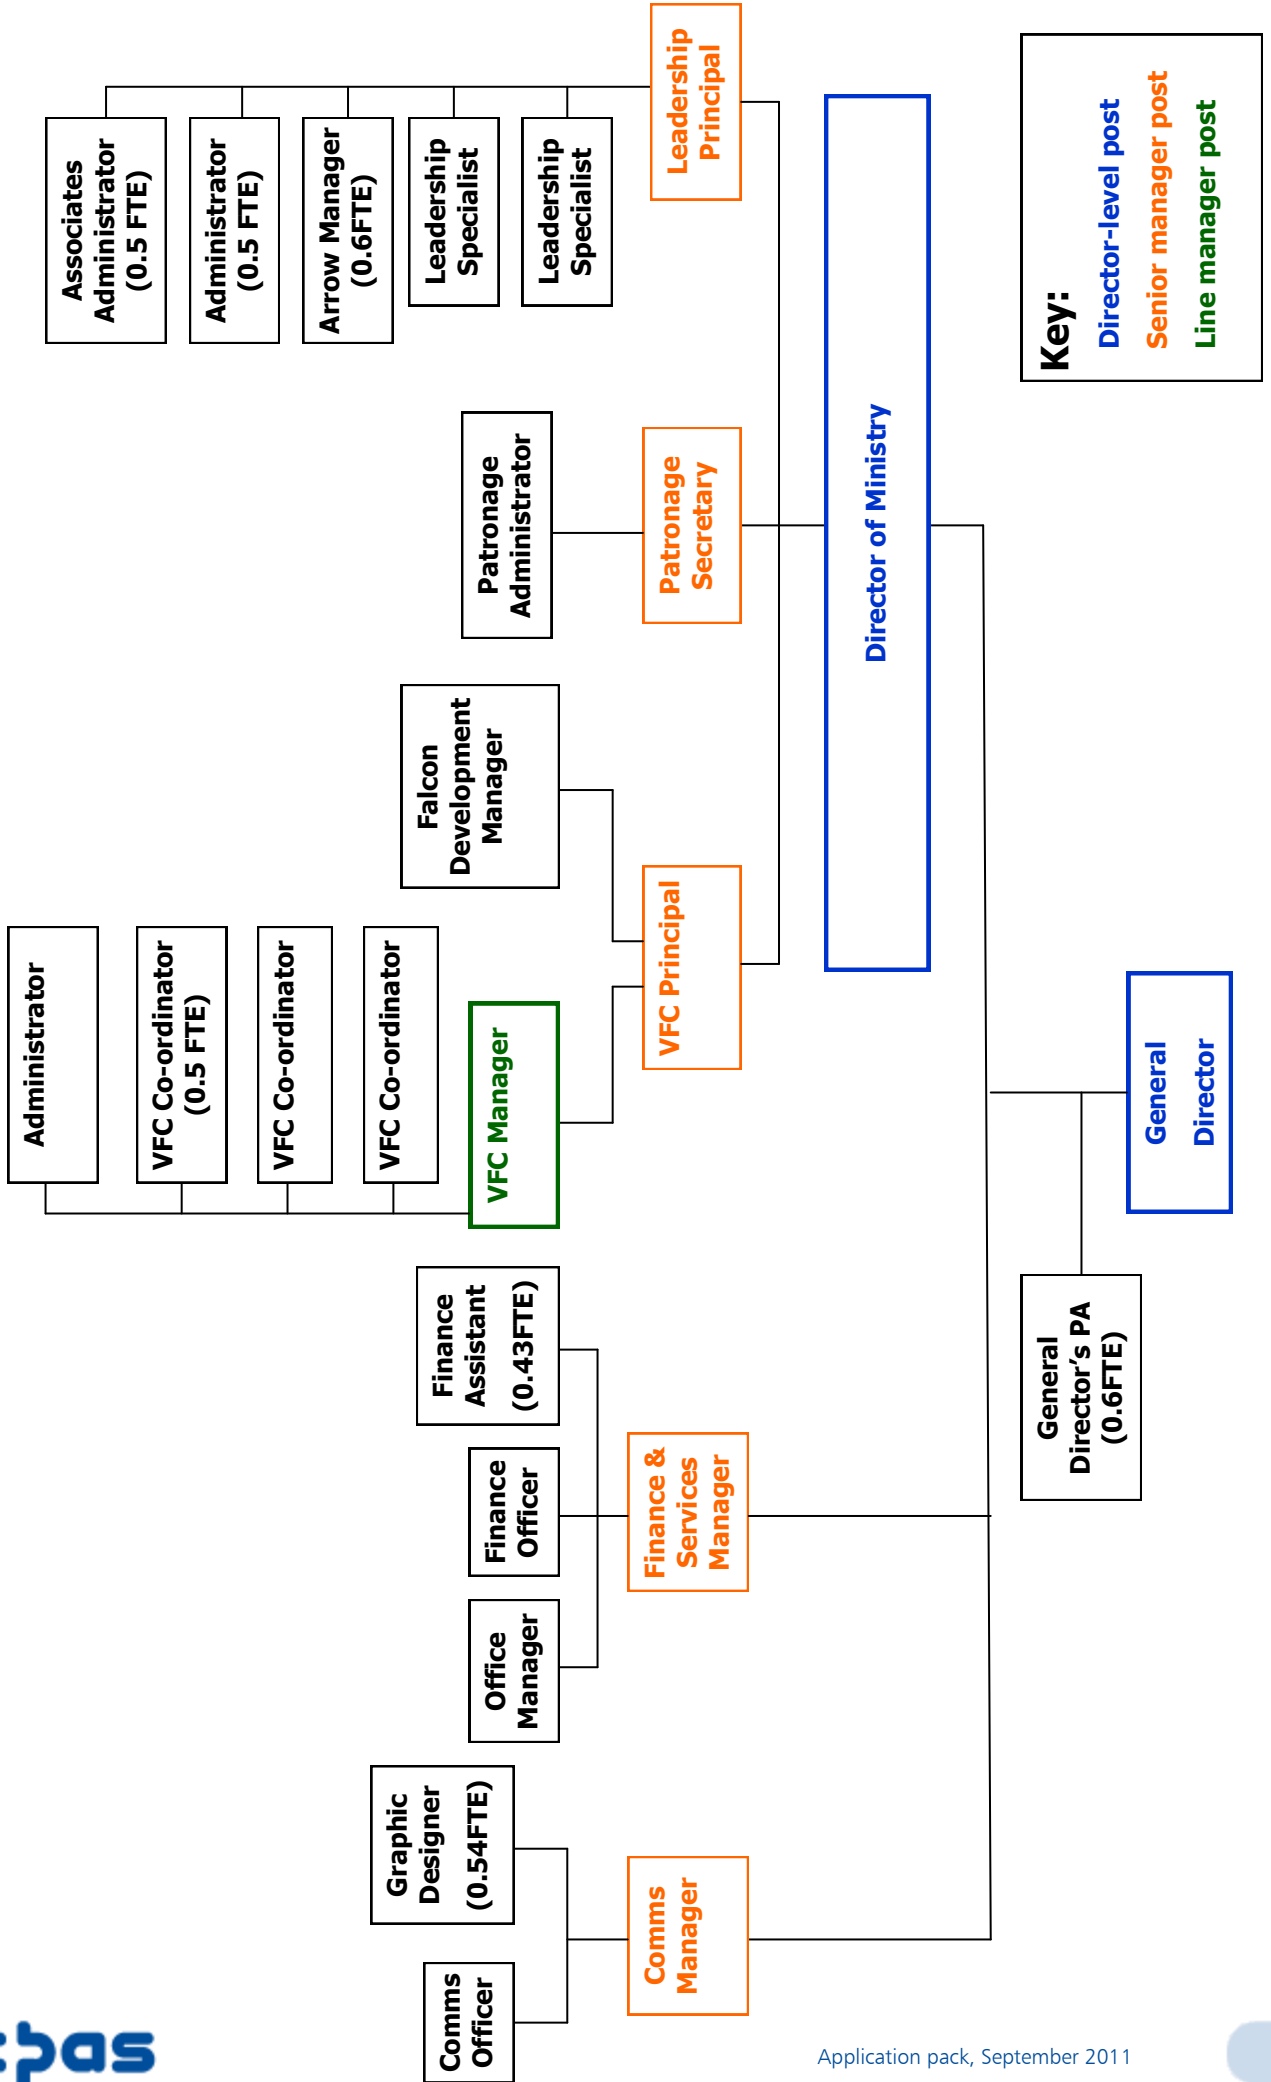 Associates
Administrator
(0.5 FTE)
Administrator
(0.5 FTE)
Arrow Manager
(0.6FTE)
Leadership
Specialist
Leadership
Specialist
Leadership
Principal
Patronage
Administrator
Patronage
Secretary
Falcon
Development
Manager
Administrator
VFC Co-ordinator
(0.5 FTE)
VFC Co-ordinator
VFC Co-ordinator
VFC Manager
VFC Principal
Director of Ministry
Finance
Assistant
(0.43FTE)
Finance
Officer
Office
Manager
Finance &
Services
Manager
Graphic
Designer
(0.54FTE)
Comms
Officer
Comms
Manager
General
Director
General
Director’s PA
(0.6FTE)
Key:
Director-level post
Senior manager post
Line manager post
cpas
Application pack, September 2011